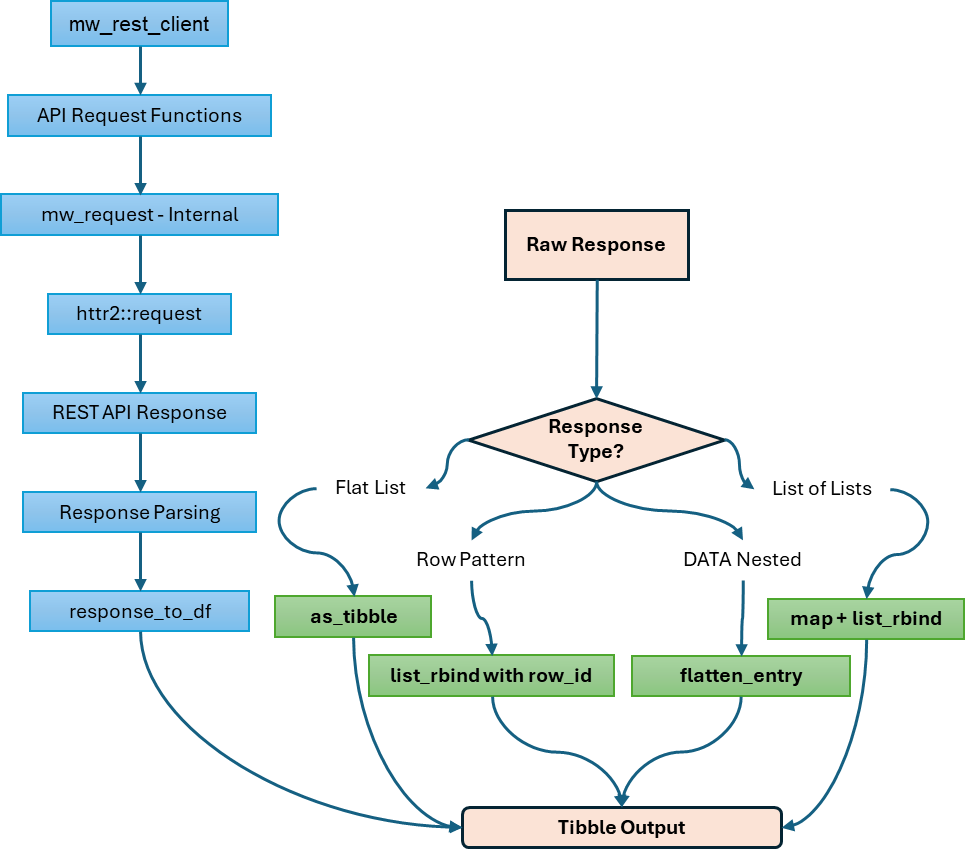 mw_rest_client
API Request Functions
mw_request - Internal
httr2::request
REST API Response
Response Parsing
response_to_df
Raw Response
Response
Type?
Flat List
List of Lists
Row Pattern
DATA Nested
as_tibble
map + list_rbind
list_rbind with row_id
flatten_entry
Tibble Output